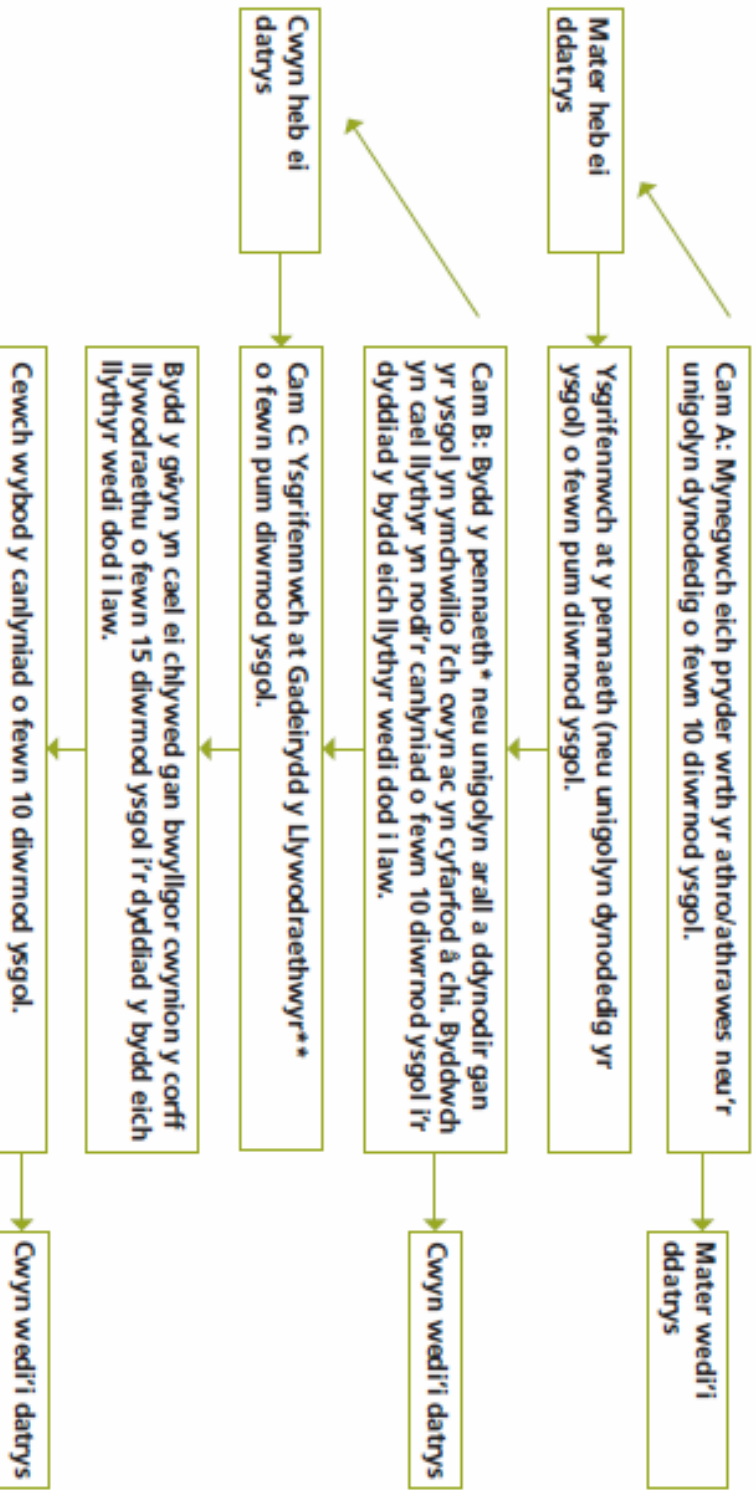 Cam A: Mynegwch eich pryder wrth yr athro/athrawes neu'r
unigolyn dynodedig o fewn 10 diwrnod ysgol.
Mater wedi'i
ddatrys
Mater heb ei
ddatrys
Ysgrifennwch at y pennaeth (neu unigolyn dynodedig yr
ysgol) o fewn pum diwrnod ysgol.
Cam B: Bydd y pennaeth* neu unigolyn arall a ddynodir gan
yr ysgol yn ymchwilio i'ch cwyn ac yn cyfarfod â chi. Byddwch
yn cael llythyr yn nodi'r canlyniad o fewn 10 diwrnod ysgol i'r
dyddiad y bydd eich llythyr wedi dod i law.
Cwyn wedi'i datrys
Cwyn heb ei
datrys
Cam C: Ysgrifennwch at Gadeirydd y Llywodraethwyr**
o fewn pum diwrnod ysgol.
Bydd y gŵyn yn cael ei chlywed gan bwyllgor cwynion y corff
llywodraethu o fewn 15 diwrnod ysgol i'r dyddiad y bydd eich
llythyr wedi dod i law.
Cewch wybod y canlyniad o fewn 10 diwrnod ysgol.
Cwyn wedi'i datrys